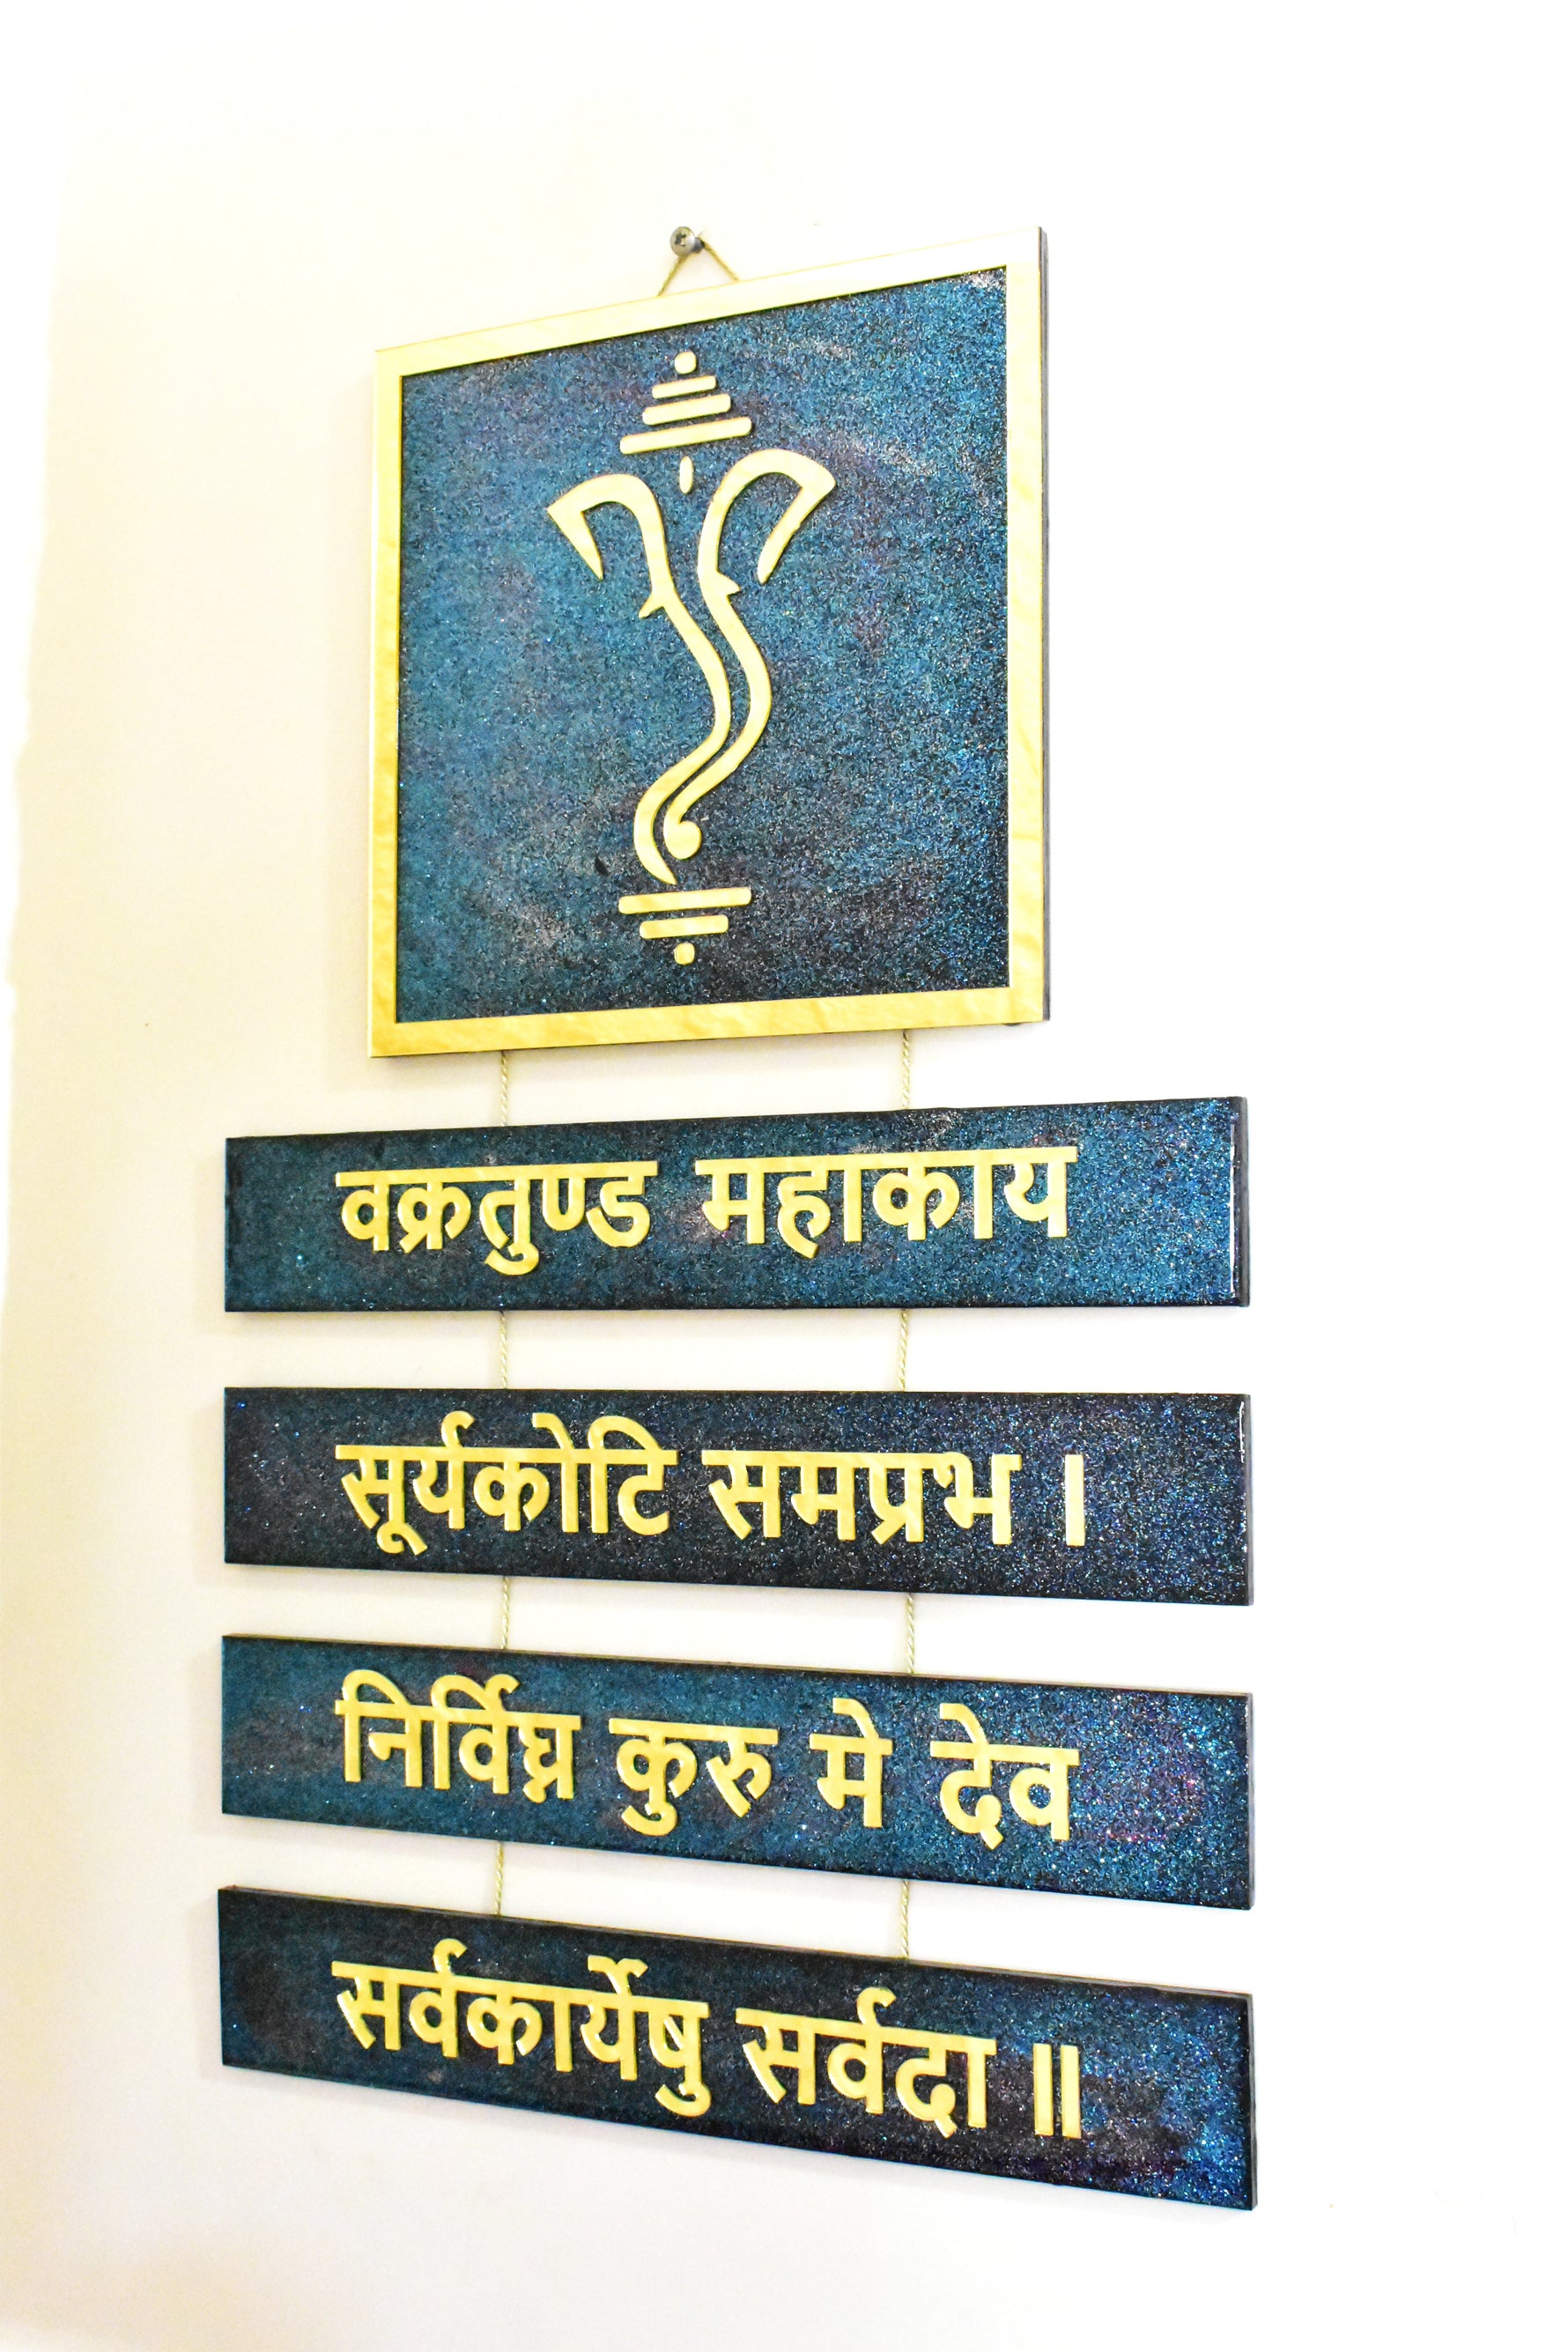 वक्रतुण्ड महाकाय
सूर्यकोटि समप्रभ ।
निर्विघ्न कुरु मे देव
सर्वकार्येषु सर्वदा ॥